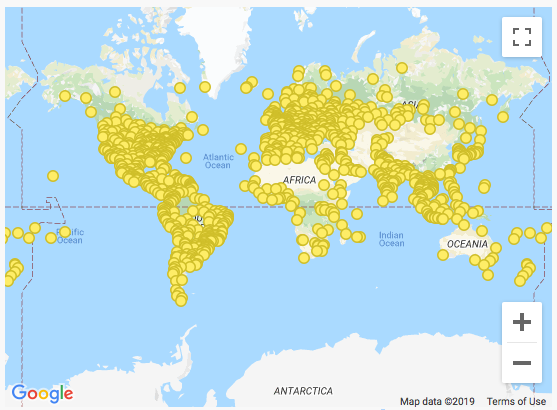 Atlantic
Ocean
AFRICA
Pacific
Ocean
Indian
Ocean
OCEANIA
ANTARCTICA
Google
Map data ©2019 Terms of Use